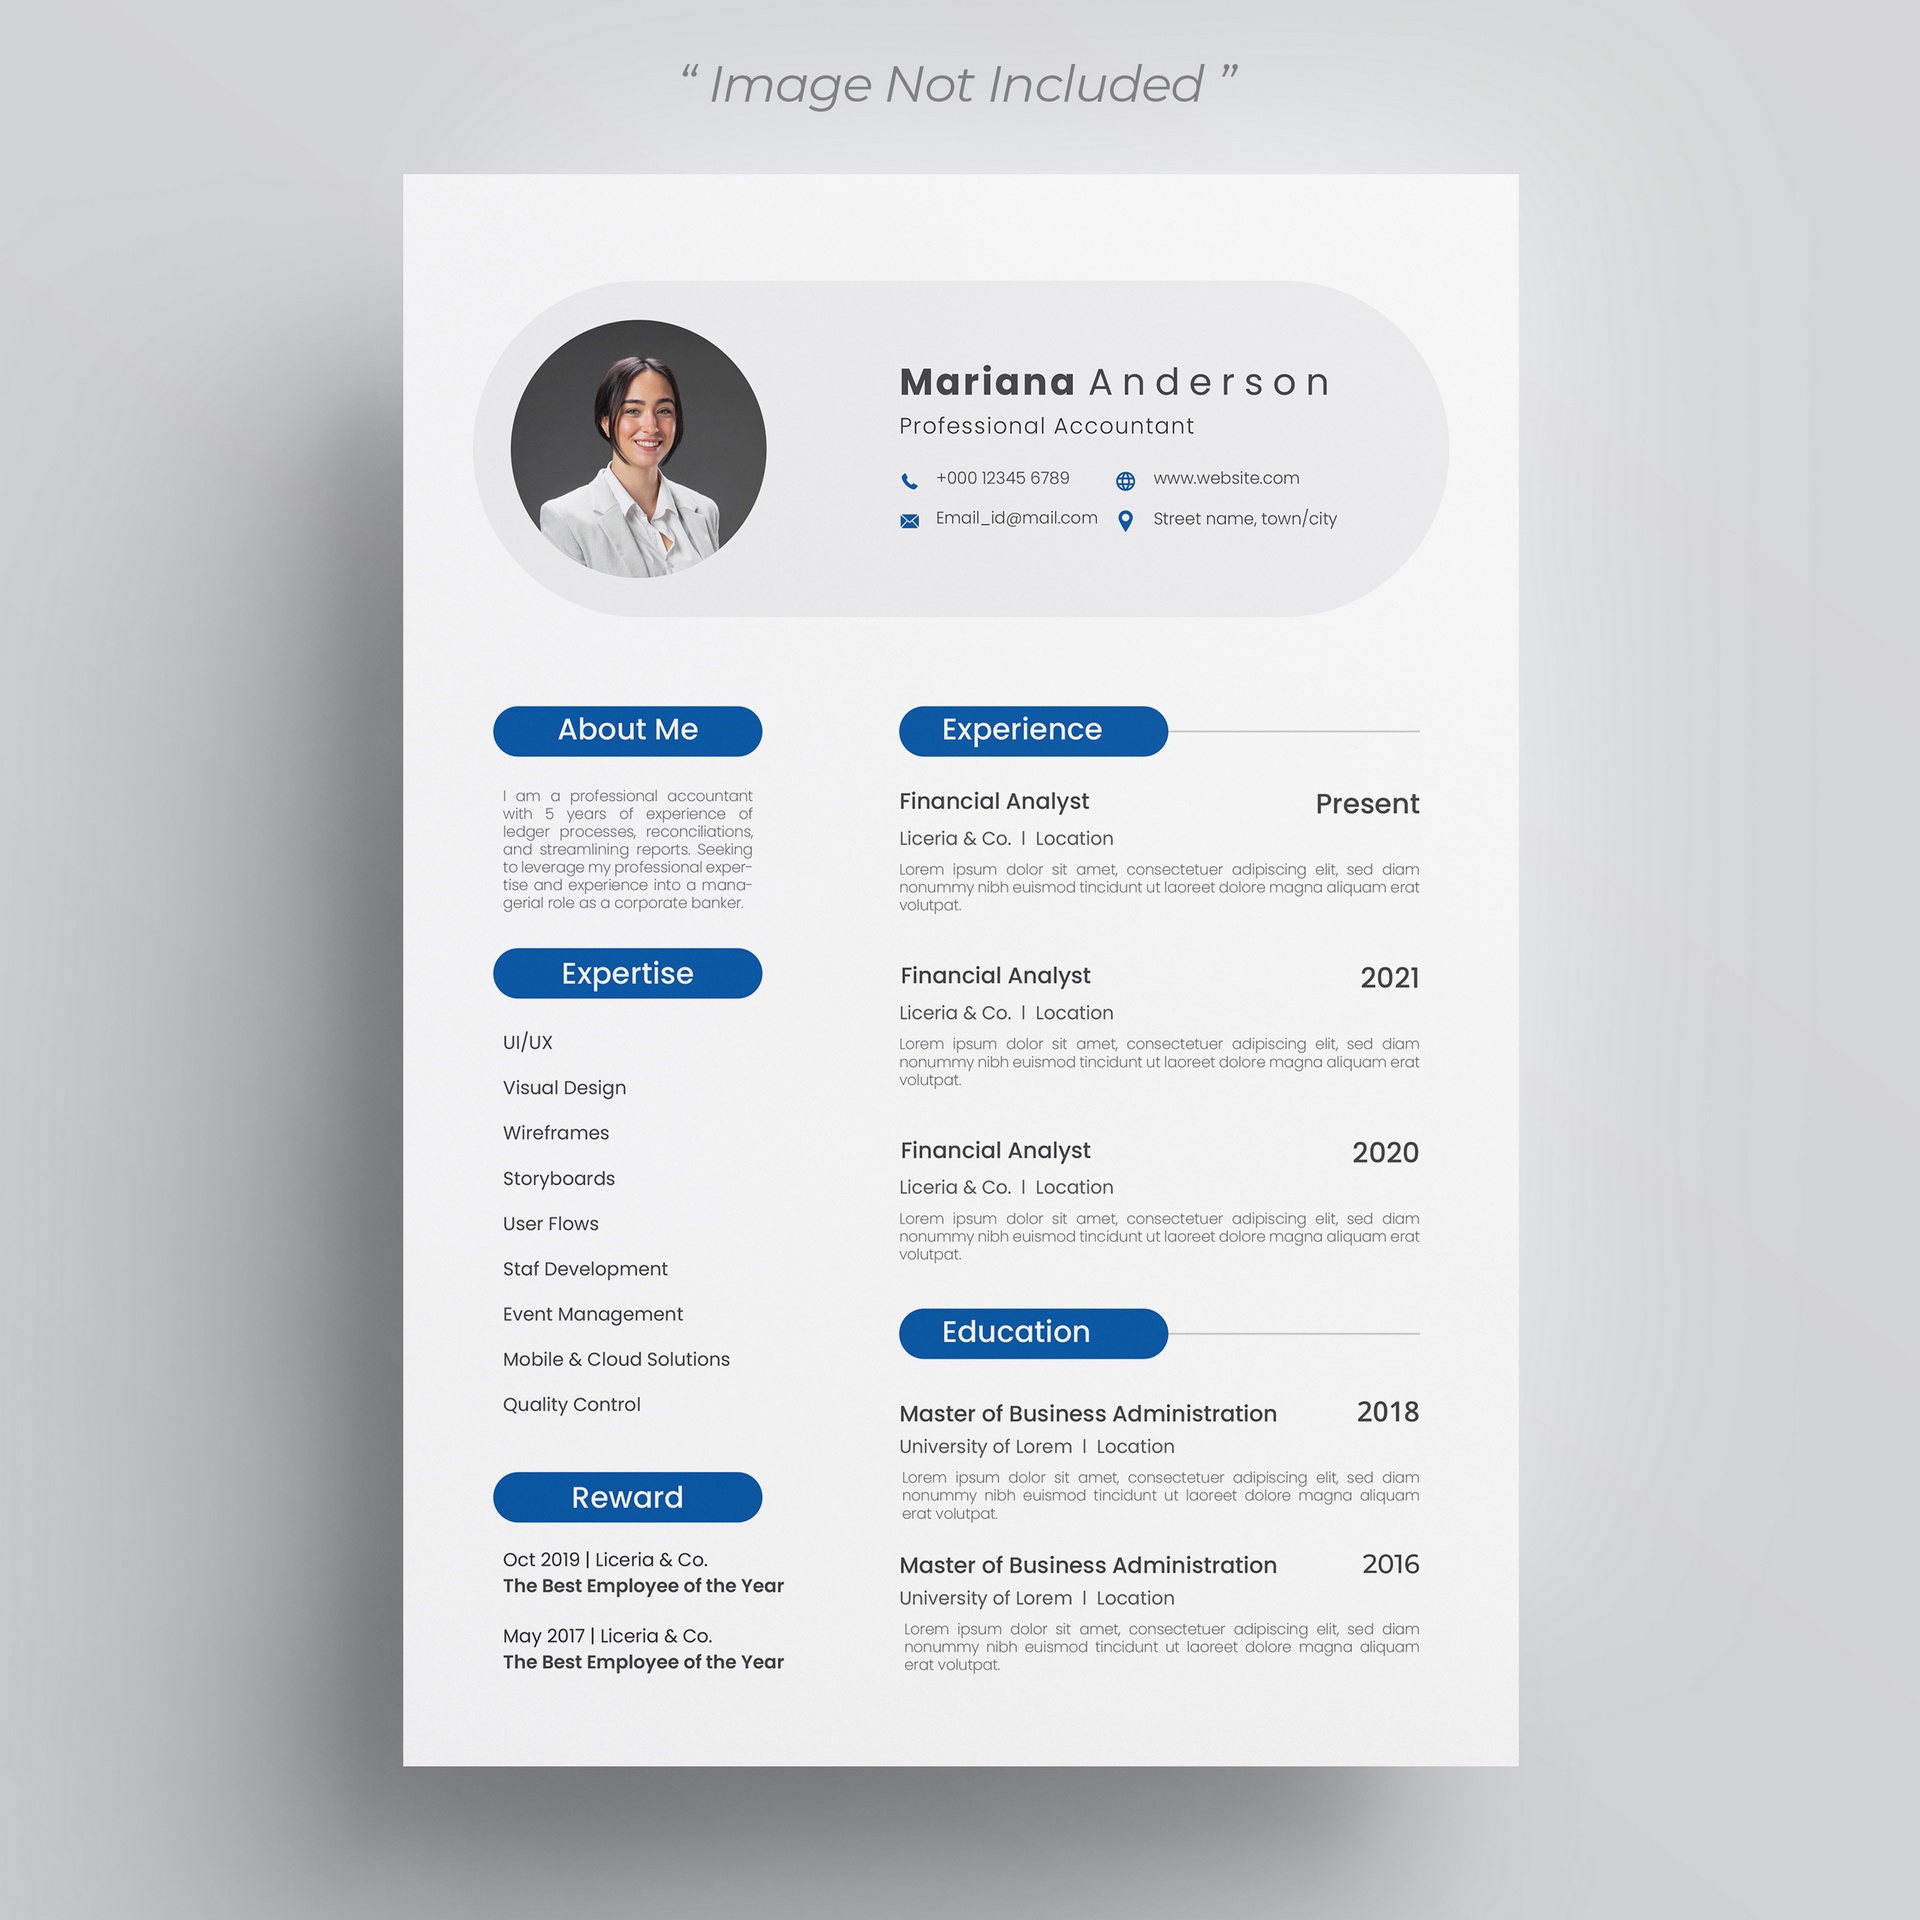 “ Image Not Included ”
Mariana Anderson
Professional Accountant
+000 12345 6789
www.website.com
Email_id@mail.com
Street name, town/city
About Me
I am a professional accountant
with 5 years of experience of
ledger processes, reconciliations,
and streamlining reports. Seeking
to leverage my professional exper-
tise and experience into a mana-
gerial role as a corporate banker.
Expertise
UI/UX
Visual Design
Wireframes
Storyboards
User Flows
Staf Development
Event Management
Mobile & Cloud Solutions
Quality Control
Reward
Oct 2019 | Liceria & Co.
The Best Employee of the Year
May 2017 | Liceria & Co.
The Best Employee of the Year
Experience
Financial Analyst Present
Liceria & Co. | Location
Lorem ipsum dolor sit amet, consectetuer adipiscing elit, sed diam
nonummy nibh euismod tincidunt ut laoreet dolore magna aliquam erat
volutpat.
Financial Analyst 2021
Liceria & Co. | Location
Lorem ipsum dolor sit amet, consectetuer adipiscing elit, sed diam
nonummy nibh euismod tincidunt ut laoreet dolore magna aliquam erat
volutpat.
Financial Analyst 2020
Liceria & Co. | Location
Lorem ipsum dolor sit amet, consectetuer adipiscing elit, sed diam
nonummy nibh euismod tincidunt ut laoreet dolore magna aliquam erat
volutpat.
Education
Master of Business Administration 2018
University of Lorem | Location
Lorem ipsum dolor sit amet, consectetuer adipiscing elit, sed diam
nonummy nibh euismod tincidunt ut laoreet dolore magna aliquam
erat volutpat.
Master of Business Administration 2016
University of Lorem | Location
Lorem ipsum dolor sit amet, consectetuer adipiscing elit, sed diam
nonummy nibh euismod tincidunt ut laoreet dolore magna aliquam
erat volutpat.